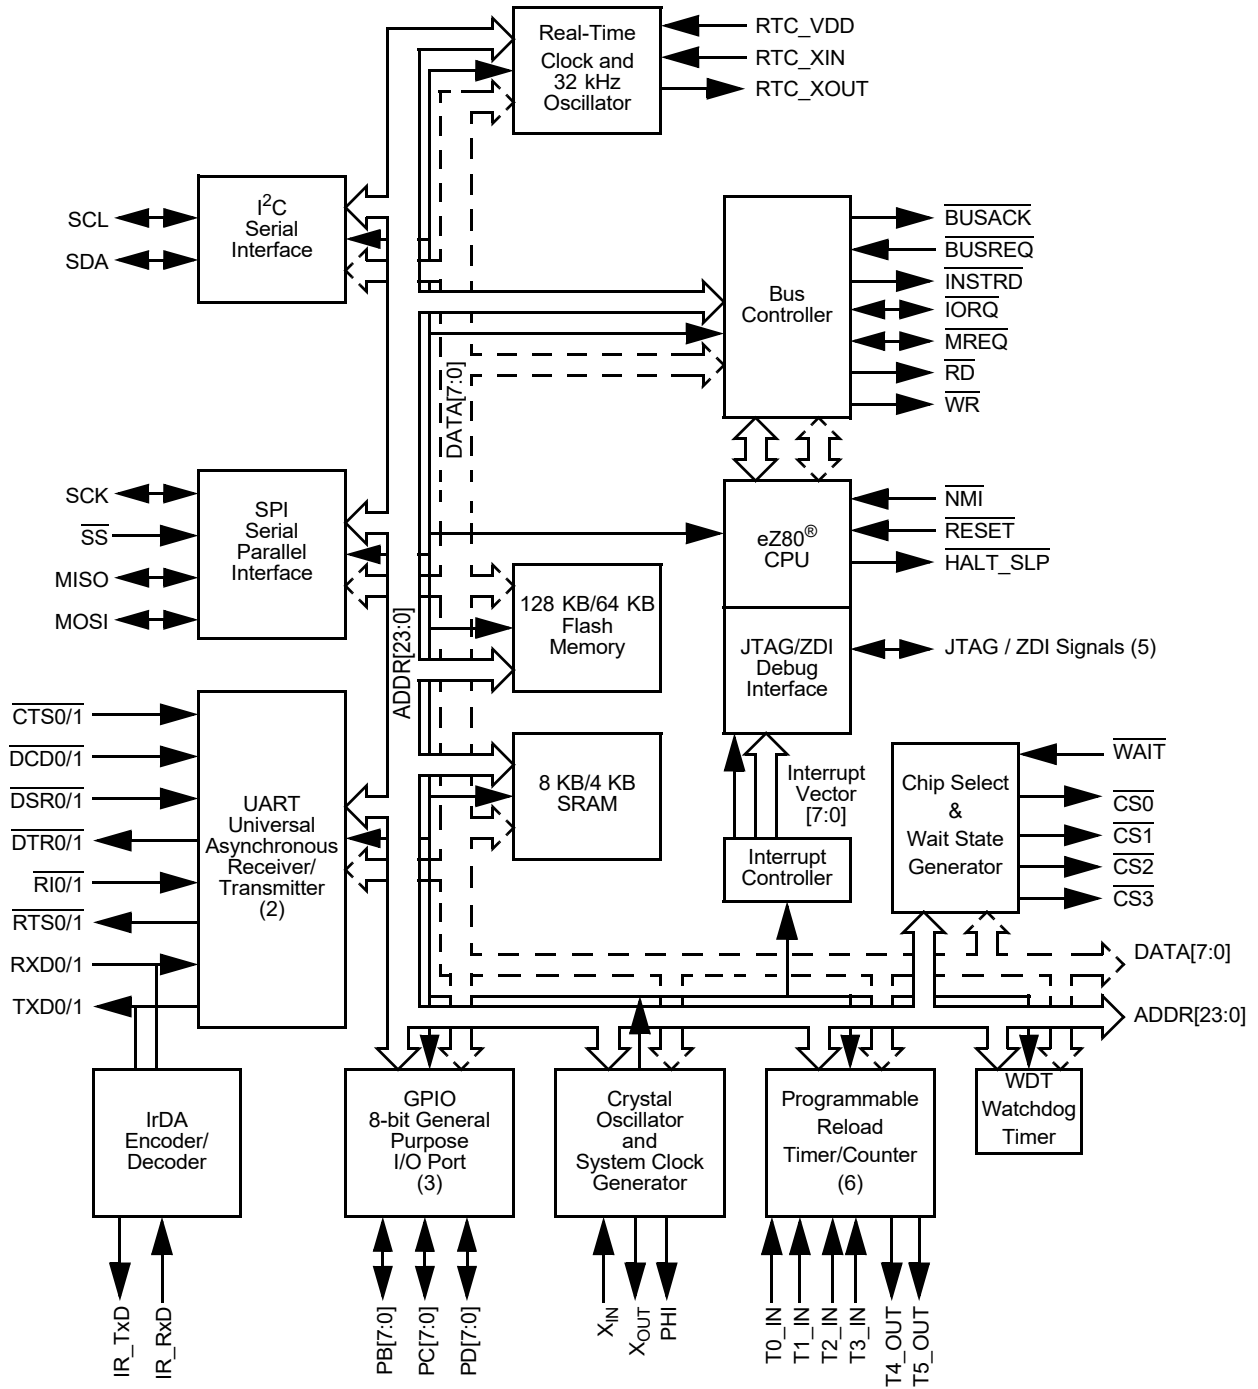 Real-Time
Clock and
32 kHz
Oscillator
RTC_VDD
RTC_XIN
RTC_XOUT
SCL
SDA
I2C
Serial
Interface
DATA[7:0]
Bus
Controller
BUSACK
BUSREQ
INSTRD
IORQ
MREQ
RD
WR
SCK
SS
MISO
MOSI
SPI
Serial
Parallel
Interface
ADDR[23:0]
128 KB/64 KB
Flash
Memory
eZ80®
CPU
NMI
RESET
HALT_SLP
JTAG/ZDI
Debug
Interface
JTAG / ZDI Signals (5)
CTS0/1
DCD0/1
DSR0/1
DTR0/1
RI0/1
RTS0/1
RXD0/1
TXD0/1
UART
Universal
Asynchronous
Receiver/
Transmitter
(2)
8 KB/4 KB
SRAM
Interrupt
Vector
[7:0]
Interrupt
Controller
Chip Select
&
Wait State
Generator
WAIT
CS0
CS1
CS2
CS3
DATA[7:0]
ADDR[23:0]
IrDA
Encoder/
Decoder
GPIO
8-bit General
Purpose
I/O Port
(3)
Crystal
Oscillator
and
System Clock
Generator
Programmable
Reload
Timer/Counter
(6)
WDT
Watchdog
Timer
IR_TxD
IR_RxD
PB[7:0]
PC[7:0]
PD[7:0]
XIN
XOUT
PHI
T0_IN
T1_IN
T2_IN
T3_IN
T4_OUT
T5_OUT